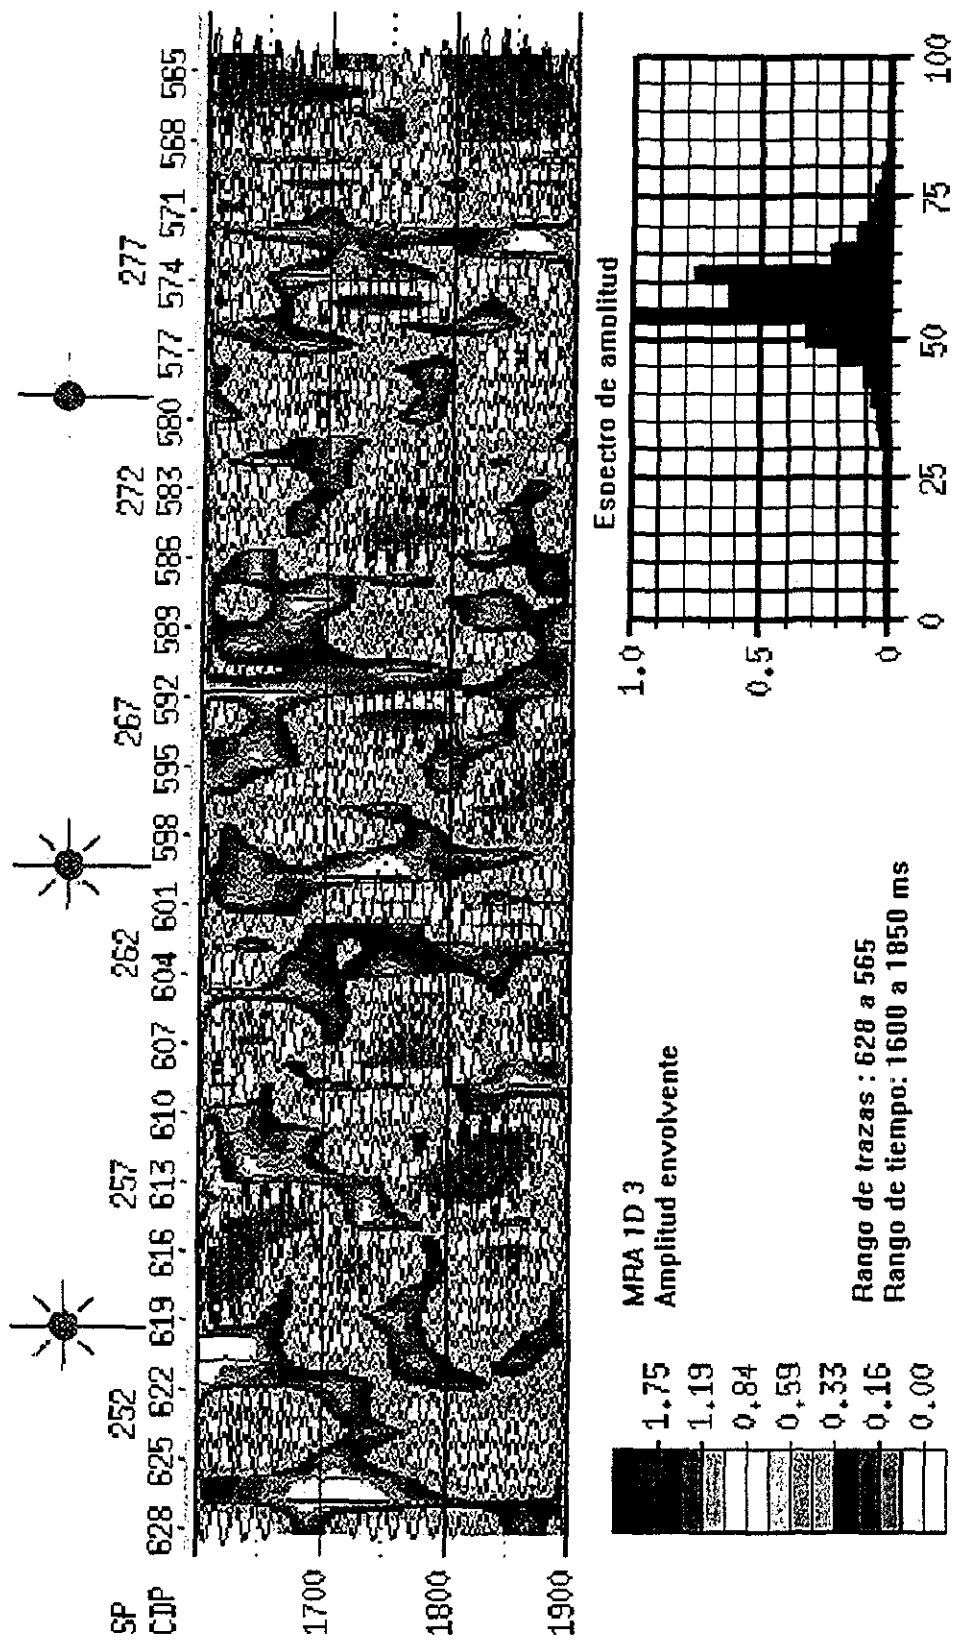 SP 252 257 262 267 272 277
CDP 628 625 622 619 616 613 610 607 604 601 598 595 592 589 586 583 580 577 574 571 568 565
1700
1800
1900
1.75
1.19
0.84
0.59
0.33
0.16
0.00
MRA 1D 3
Amplitud envolvente
Rango de trazas : 628 a 565
Rango de tiempo: 1600 a 1850 ms
Espectro de amplitud
1.0
0.5
0
0 25 50 75 100